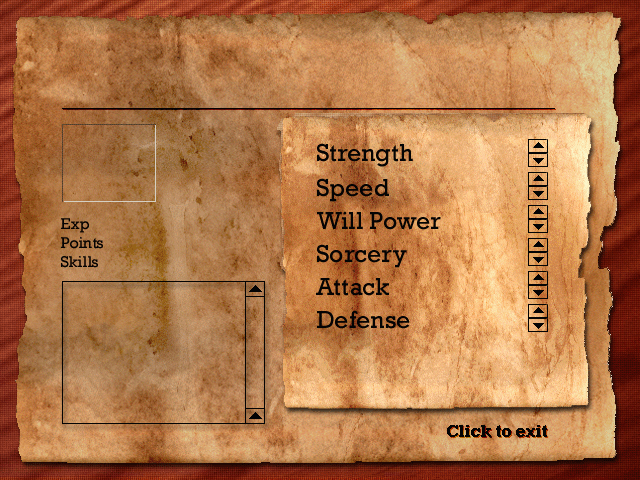 Exp
Points
Skills
Strength
Speed
Will Power
Sorcery
Attack
Defense
Click to exit